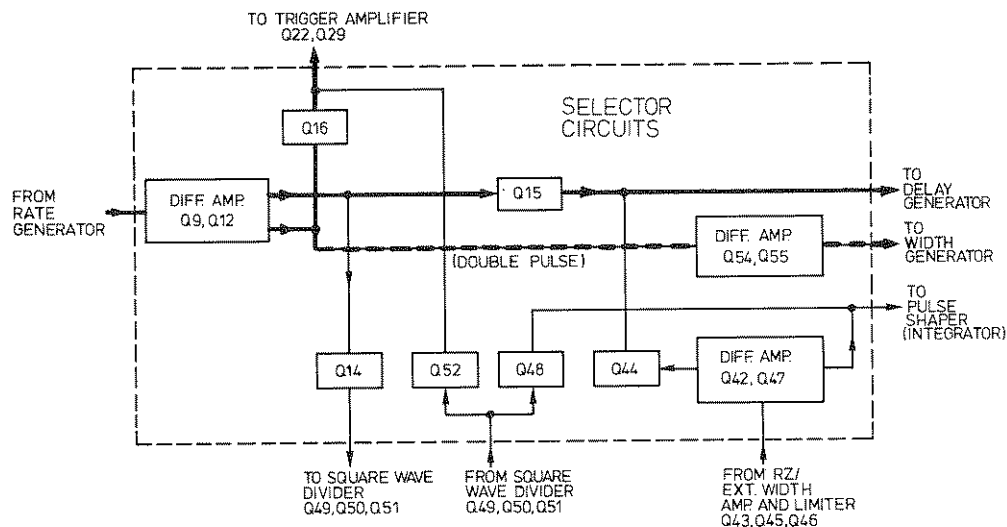 TO TRIGGER AMPLIFIER
Q22, Q29
SELECTOR
CIRCUITS
Q16
FROM
RATE
GENERATOR
DIFF. AMP.
Q9, Q12
Q15
TO
DELAY
GENERATOR
(DOUBLE PULSE)
DIFF. AMP.
Q54, Q55
TO
WIDTH
GENERATOR
TO
PULSE
SHAPER
(INTEGRATOR)
Q14
Q52
Q48
Q44
DIFF. AMP.
Q42, Q47
TO SQUARE WAVE
DIVIDER
Q49, Q50, Q51
FROM SQUARE
WAVE DIVIDER
Q49, Q50, Q51
FROM RZ/
EXT. WIDTH
AMP. AND LIMITER
Q43, Q45, Q46